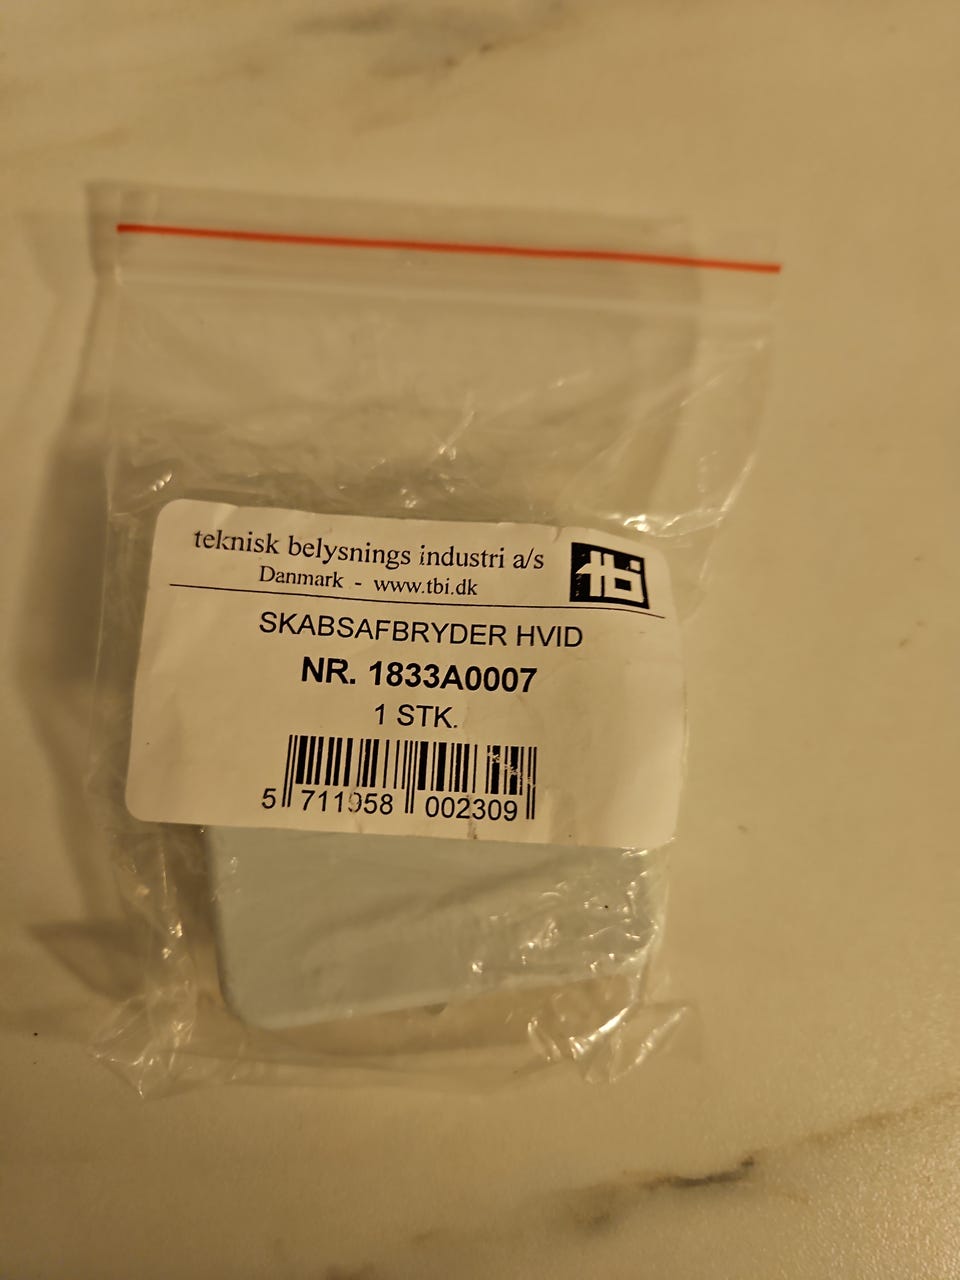 teknisk belysnings industri a/s
Danmark - www.tbi.dk
tbi
SKABSAFBRYDER HVID
NR. 1833A0007
1 STK.
5 711958 002309